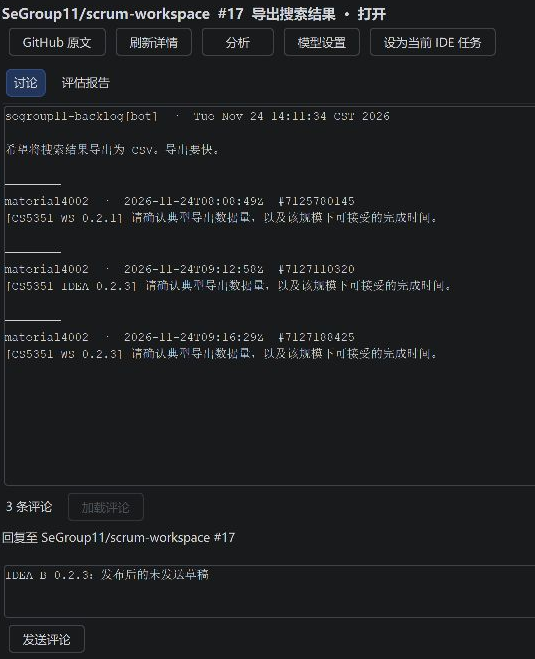 SeGroup11/scrum-workspace #17 导出搜索结果 • 打开
GitHub 原文 刷新详情 分析 模型设置 设为当前 IDE 任务
讨论 评估报告
segroup11-backlog[bot] · Tue Nov 24 14:11:34 CST 2026
希望将搜索结果导出为 CSV。导出要快。
material4002 · 2026-11-24T08:08:49Z #7125780145
[CS5351 WS 0.2.1] 请确认典型导出数据量，以及该规模下可接受的完成时间。
material4002 · 2026-11-24T09:12:58Z #7127110320
[CS5351 IDEA 0.2.3] 请确认典型导出数据量，以及该规模下可接受的完成时间。
material4002 · 2026-11-24T09:16:29Z #7127188425
[CS5351 WS 0.2.3] 请确认典型导出数据量，以及该规模下可接受的完成时间。
3 条评论 加载评论
回复至 SeGroup11/scrum-workspace #17
IDEA B 0.2.3：发布后的未发送草稿
发送评论